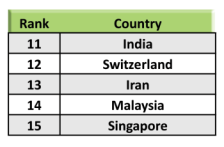 Rank Country
11 India
12 Switzerland
13 Iran
14 Malaysia
15 Singapore